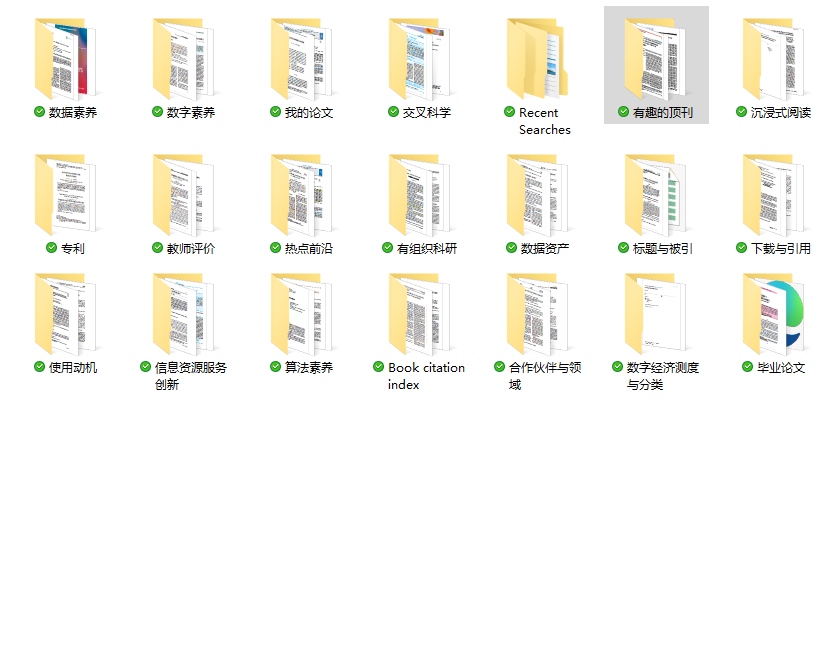 数据素养
数字素养
我的论文
交叉科学
Recent
Searches
有趣的顶刊
沉浸式阅读
专利
教师评价
热点前沿
有组织科研
数据资产
标题与被引
下载与引用
使用动机
信息资源服务
创新
算法素养
Book citation
index
合作伙伴与领
域
数字经济测度
与分类
毕业论文